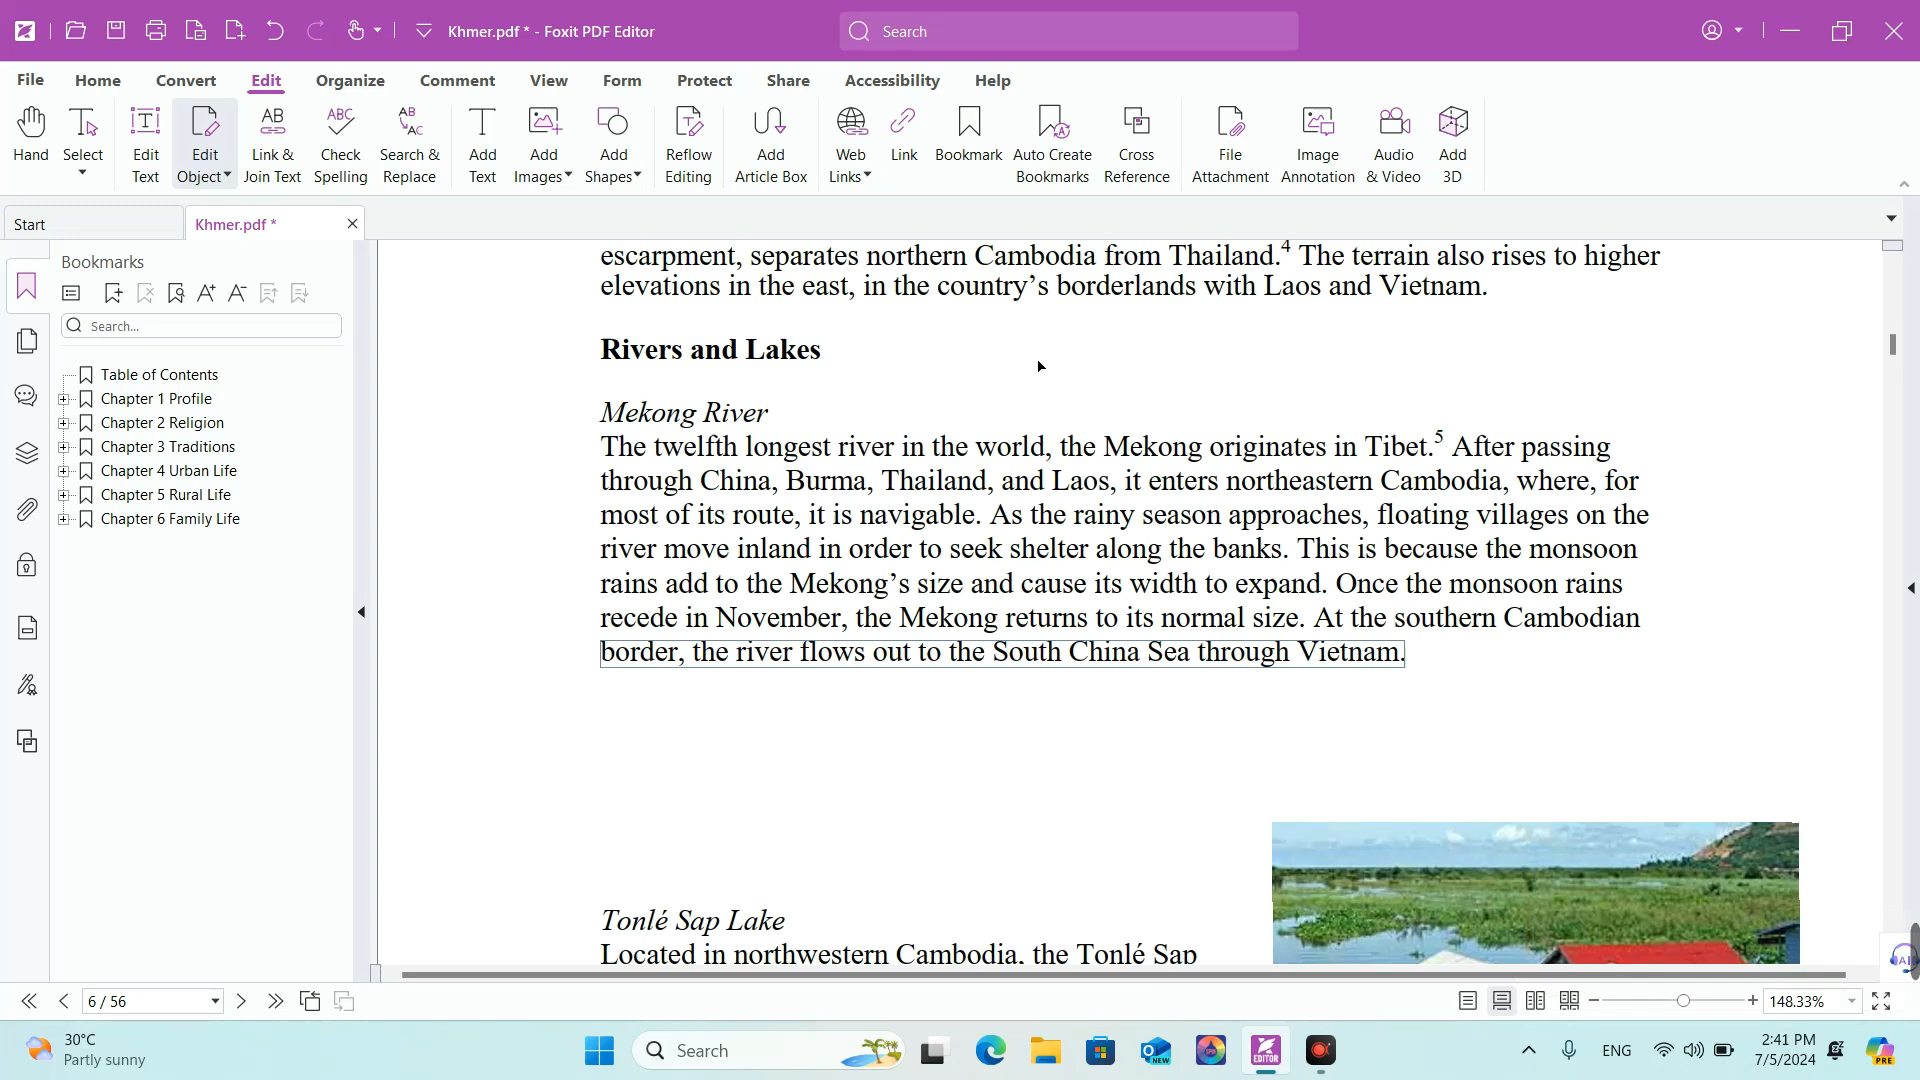 Khmer.pdf * - Foxit PDF Editor
Search
File Home Convert Edit Organize Comment View Form Protect Share Accessibility Help
Hand
Select
Edit Text
Edit Object
Link & Join Text
Check Spelling
Search & Replace
Add Text
Add Images
Add Shapes
Reflow Editing
Add Article Box
Web Links
Link
Bookmark
Auto Create Bookmarks
Cross Reference
File Attachment
Image Annotation
Audio & Video
Add 3D
Start
Khmer.pdf *
Bookmarks
Search...
Table of Contents
Chapter 1 Profile
Chapter 2 Religion
Chapter 3 Traditions
Chapter 4 Urban Life
Chapter 5 Rural Life
Chapter 6 Family Life
escarpment, separates northern Cambodia from Thailand.4 The terrain also rises to higher
elevations in the east, in the country’s borderlands with Laos and Vietnam.
Rivers and Lakes
Mekong River
The twelfth longest river in the world, the Mekong originates in Tibet.5 After passing
through China, Burma, Thailand, and Laos, it enters northeastern Cambodia, where, for
most of its route, it is navigable. As the rainy season approaches, floating villages on the
river move inland in order to seek shelter along the banks. This is because the monsoon
rains add to the Mekong’s size and cause its width to expand. Once the monsoon rains
recede in November, the Mekong returns to its normal size. At the southern Cambodian
border, the river flows out to the South China Sea through Vietnam.
Tonlé Sap Lake
Located in northwestern Cambodia, the Tonlé Sap
AI
6 / 56
148.33%
30°C
Partly sunny
Search
NEW
EDITOR
ENG
2:41 PM
7/5/2024
PRE